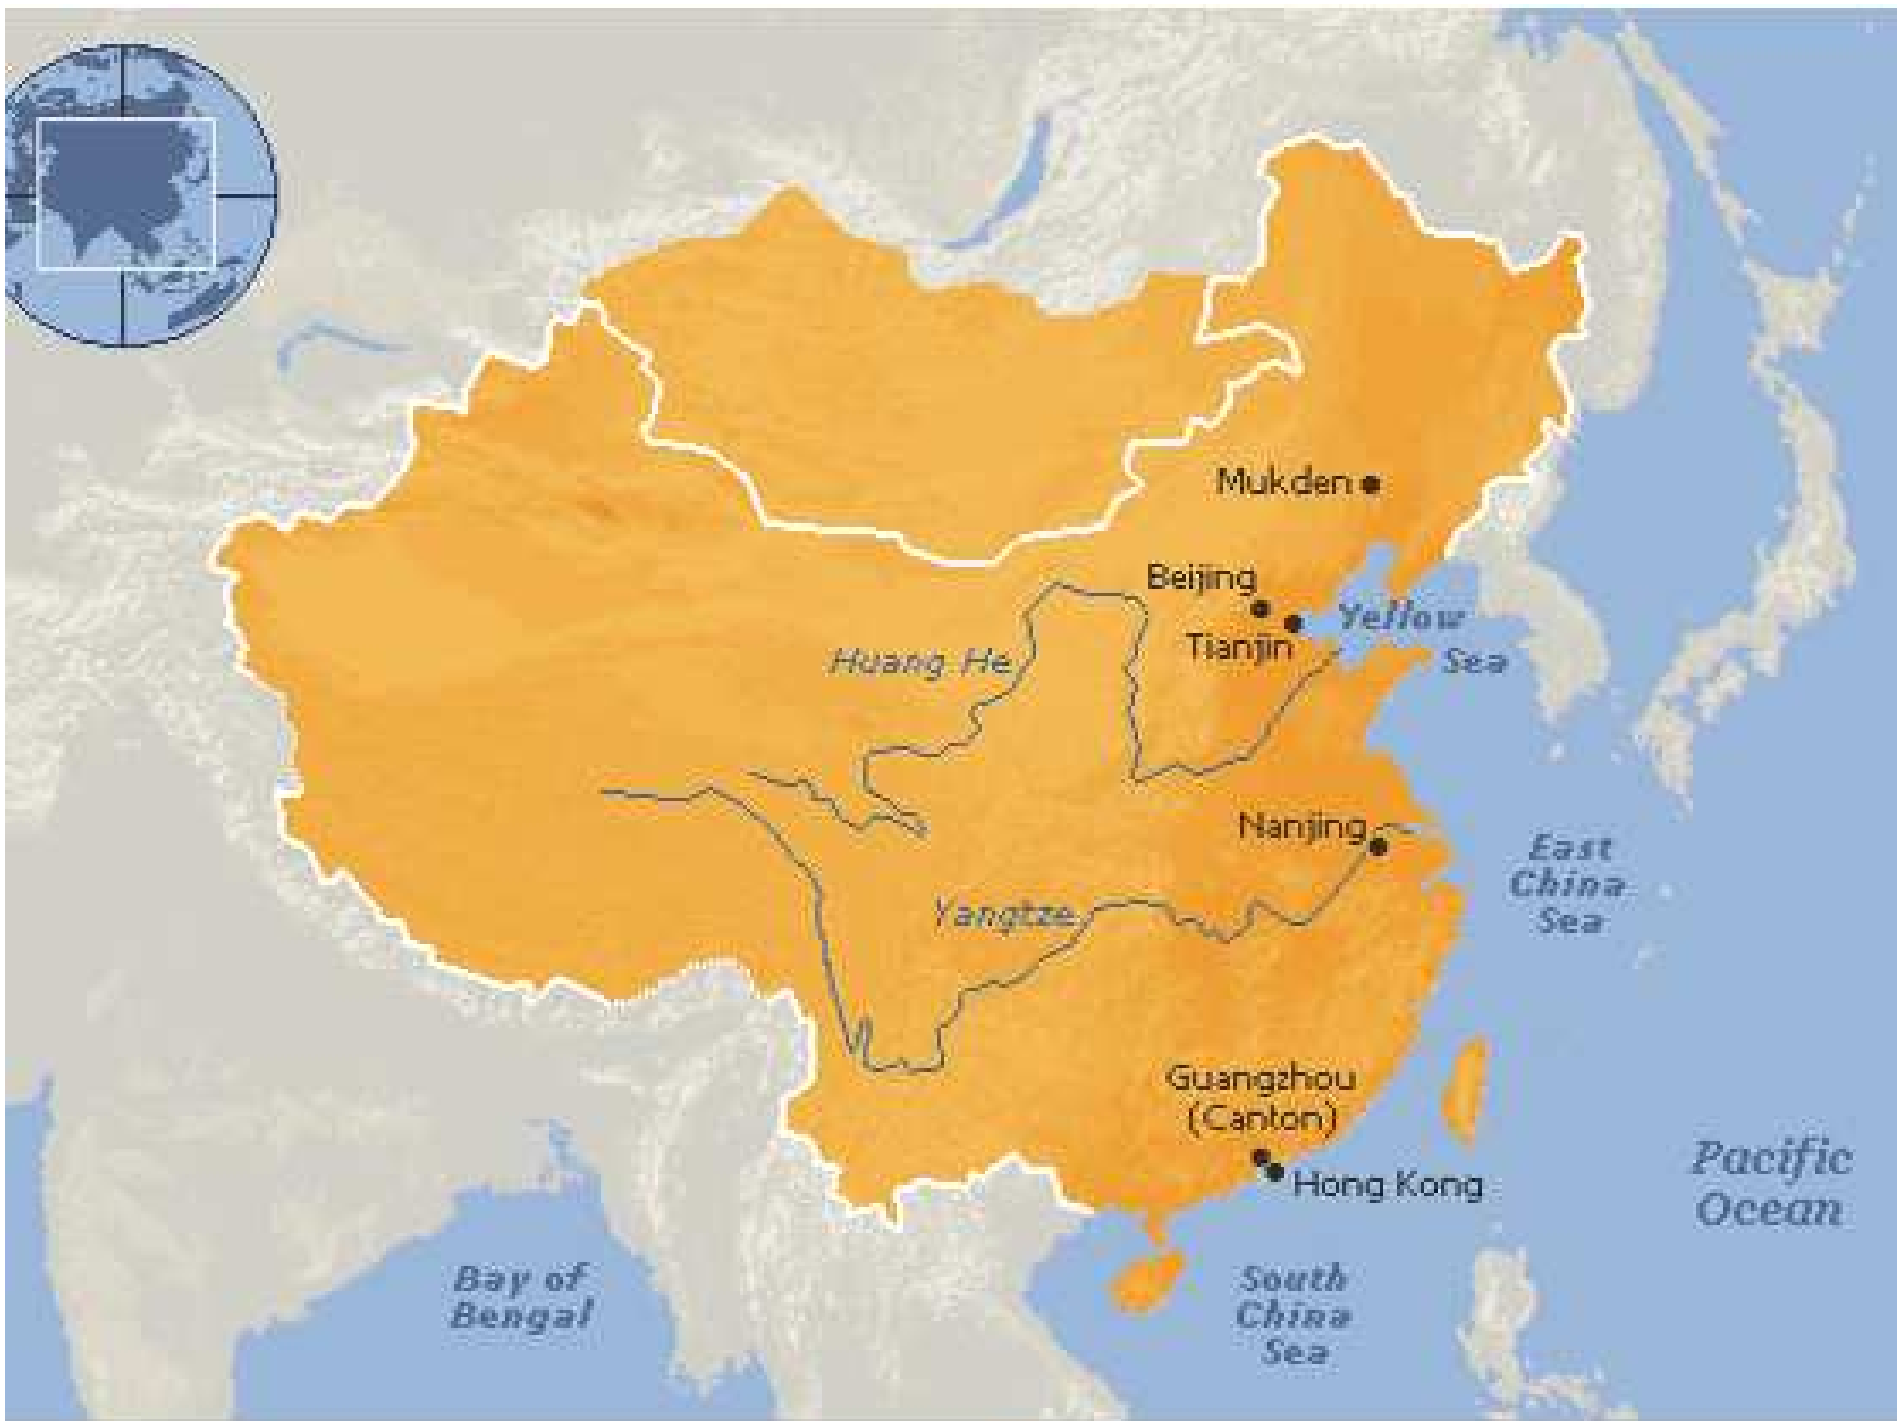 Mukden
Beijing
Yellow
Sea
Tianjin
Huang He
Nanjing
East
China
Sea
Yangtze
Guangzhou
(Canton)
Hong Kong
Pacific
Ocean
Bay of
Bengal
South
China
Sea